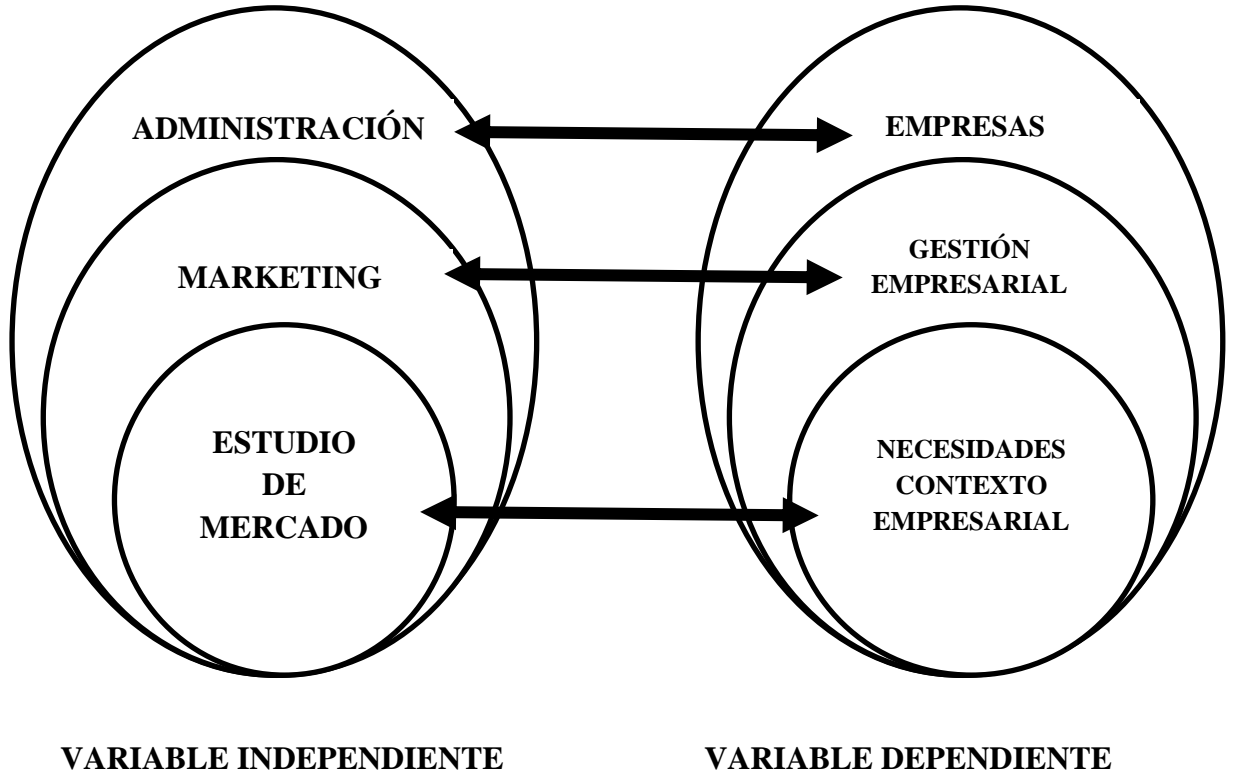 ADMINISTRACIÓN
EMPRESAS
MARKETING
GESTIÓN
EMPRESARIAL
ESTUDIO
DE
MERCADO
NECESIDADES
CONTEXTO
EMPRESARIAL
VARIABLE INDEPENDIENTE
VARIABLE DEPENDIENTE